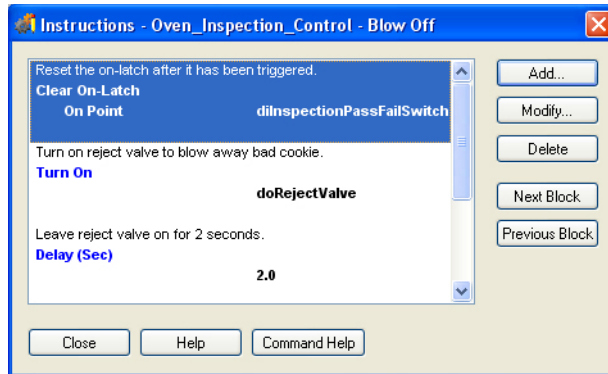 Instructions - Oven_Inspection_Control - Blow Off
Reset the on-latch after it has been triggered.
Clear On-Latch
On Point diInspectionPassFailSwitch
Turn on reject valve to blow away bad cookie.
Turn On
doRejectValve
Leave reject valve on for 2 seconds.
Delay (Sec)
2.0
Add...
Modify...
Delete
Next Block
Previous Block
Close Help Command Help